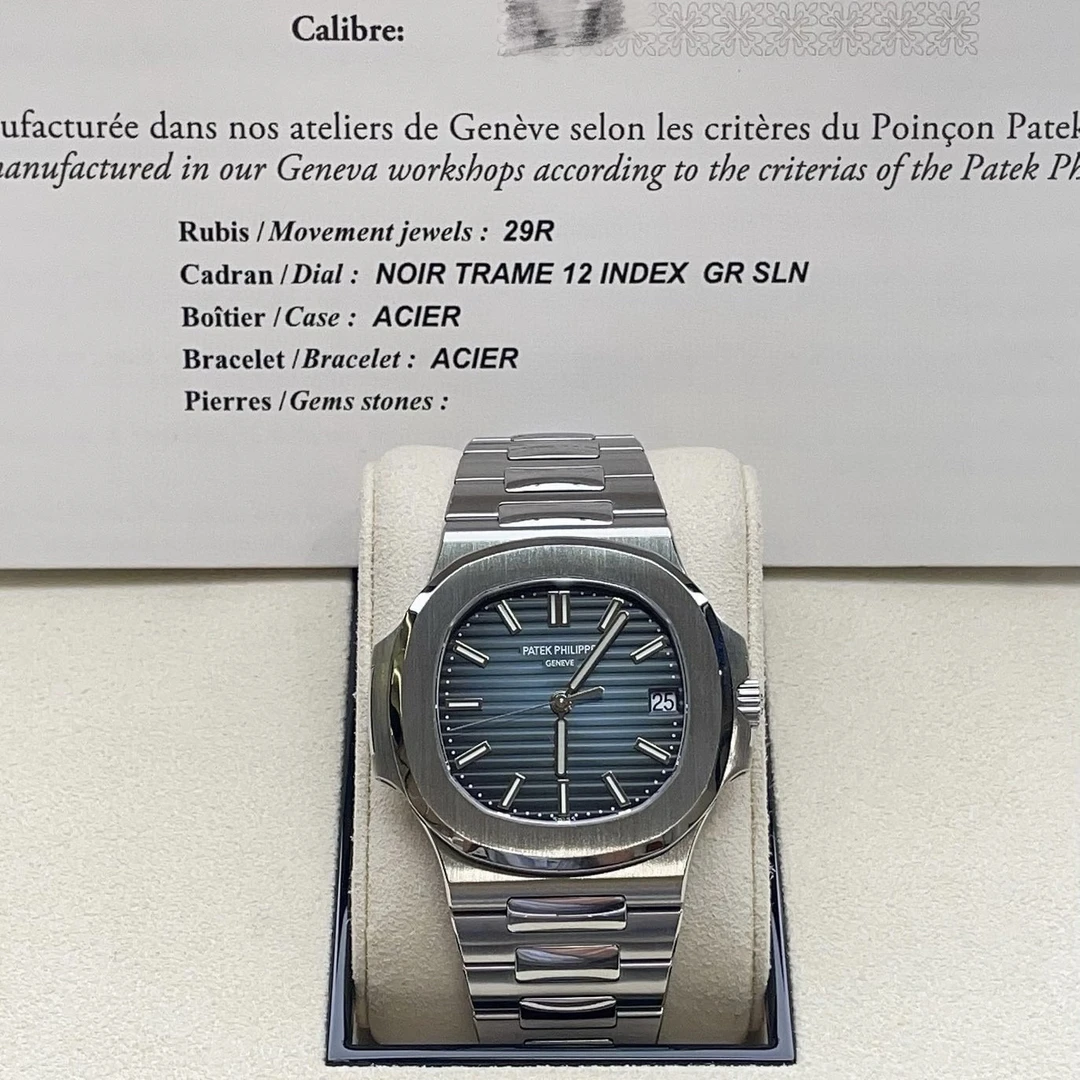 Calibre:
ufacturée dans nos ateliers de Genève selon les critères du Poinçon Patek
manufactured in our Geneva workshops according to the criterias of the Patek Ph
Rubis / Movement jewels : 29R
Cadran / Dial : NOIR TRAME 12 INDEX GR SLN
Boîtier / Case : ACIER
Bracelet / Bracelet : ACIER
Pierres / Gems stones :
PATEK PHILIPPE
GENEVE
25